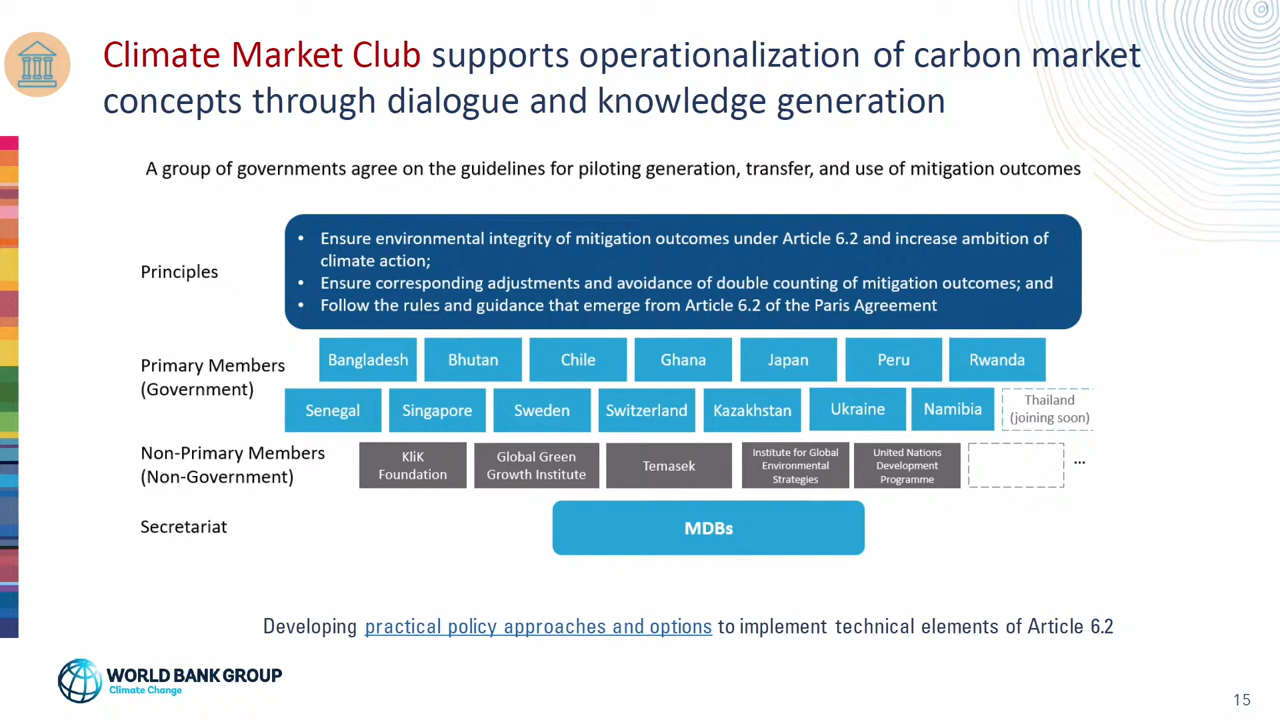 Climate Market Club supports operationalization of carbon market
concepts through dialogue and knowledge generation
A group of governments agree on the guidelines for piloting generation, transfer, and use of mitigation outcomes
Principles
• Ensure environmental integrity of mitigation outcomes under Article 6.2 and increase ambition of
climate action;
• Ensure corresponding adjustments and avoidance of double counting of mitigation outcomes; and
• Follow the rules and guidance that emerge from Article 6.2 of the Paris Agreement
Primary Members
(Government)
Bangladesh Bhutan Chile Ghana Japan Peru Rwanda
Senegal Singapore Sweden Switzerland Kazakhstan Ukraine Namibia Thailand
(joining soon)
Non-Primary Members
(Non-Government)
KliK
Foundation
Global Green
Growth Institute
Temasek
Institute for Global
Environmental
Strategies
United Nations
Development
Programme
...
Secretariat
MDBs
Developing practical policy approaches and options to implement technical elements of Article 6.2
WORLD BANK GROUP
Climate Change
15